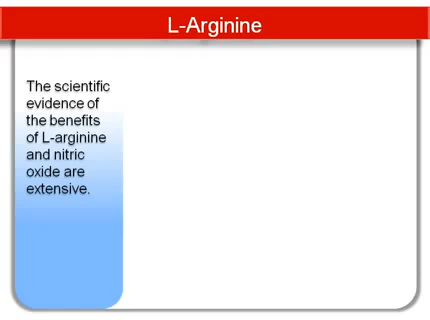 L-Arginine
The scientific
evidence of
the benefits
of L-arginine
and nitric
oxide are
extensive.